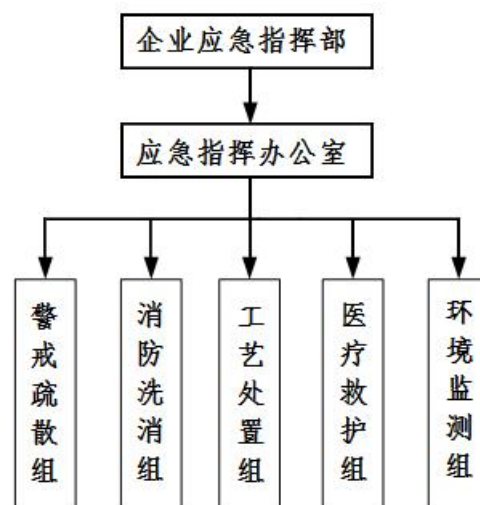 企业应急指挥部
应急指挥办公室
警戒疏散组
消防洗消组
工艺处置组
医疗救护组
环境监测组